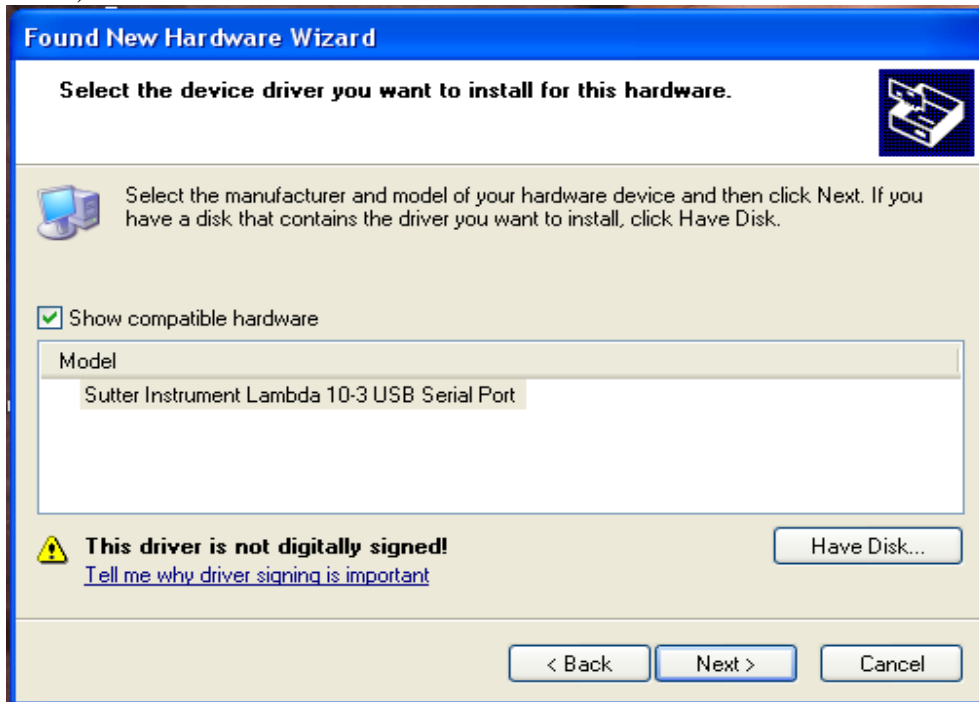 Found New Hardware Wizard
Select the device driver you want to install for this hardware.
Select the manufacturer and model of your hardware device and then click Next. If you
have a disk that contains the driver you want to install, click Have Disk.
Show compatible hardware
Model
Sutter Instrument Lambda 10-3 USB Serial Port
This driver is not digitally signed!
Have Disk...
Tell me why driver signing is important
< Back
Next >
Cancel